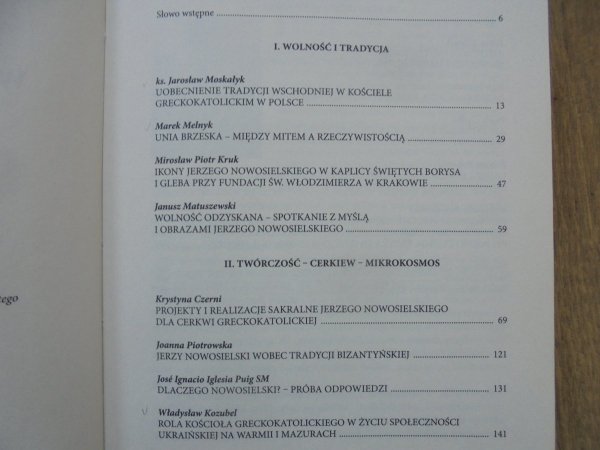 Słowo wstępne 6
I. WOLNOŚĆ I TRADYCJA
ks. Jarosław Moskałyk
UOBECNIENIE TRADYCJI WSCHODNIEJ W KOŚCIELE
GRECKOKATOLICKIM W POLSCE 13
Marek Melnyk
UNIA BRZESKA – MIĘDZY MITEM A RZECZYWISTOŚCIĄ 29
Mirosław Piotr Kruk
IKONY JERZEGO NOWOSIELSKIEGO W KAPLICY ŚWIĘTYCH BORYSA
I GLEBA PRZY FUNDACJI ŚW. WŁODZIMIERZA W KRAKOWIE 47
Janusz Matuszewski
WOLNOŚĆ ODZYSKANA – SPOTKANIE Z MYŚLĄ
I OBRAZAMI JERZEGO NOWOSIELSKIEGO 59
II. TWÓRCZOŚĆ – CERKIEW – MIKROKOSMOS
Krystyna Czerni
PROJEKTY I REALIZACJE SAKRALNE JERZEGO NOWOSIELSKIEGO
DLA CERKWI GRECKOKATOLICKIEJ 69
Joanna Piotrowska
JERZY NOWOSIELSKI WOBEC TRADYCJI BIZANTYŃSKIEJ 121
José Ignacio Iglesia Puig SM
DLACZEGO NOWOSIELSKI? – PRÓBA ODPOWIEDZI 131
Władysław Kozubel
ROLA KOŚCIOŁA GRECKOKATOLICKIEGO W ŻYCIU SPOŁECZNOŚCI
UKRAIŃSKIEJ NA WARMII I MAZURACH 141